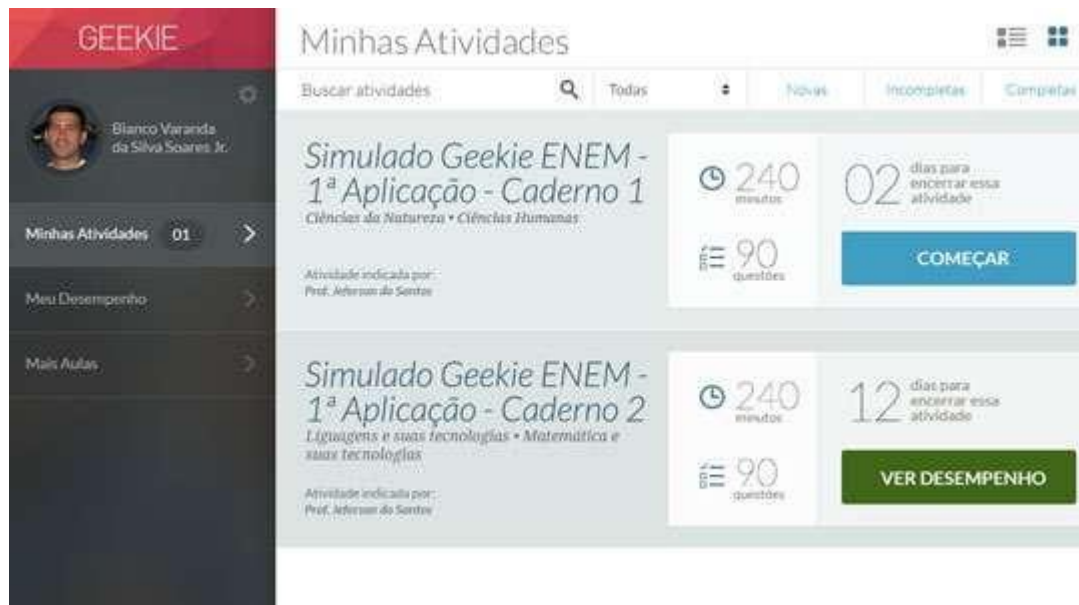 GEEKIE
Bianco Varanda
da Silva Soares Jr.
Minhas Atividades 01
Meu Desempenho
Mais Aulas
Minhas Atividades
Buscar atividades
Todas
Novas
Incompletas
Completas
Simulado Geekie ENEM -
1ª Aplicação - Caderno 1
Ciências da Natureza • Ciências Humanas
Atividade indicada por:
Prof. Jeferson do Santos
240
minutos
90
questões
02
dias para
encerrar essa
atividade
COMEÇAR
Simulado Geekie ENEM -
1ª Aplicação - Caderno 2
Liguagens e suas tecnologias • Matemática e
suas tecnologias
Atividade indicada por:
Prof. Jeferson do Santos
240
minutos
90
questões
12
dias para
encerrar essa
atividade
VER DESEMPENHO